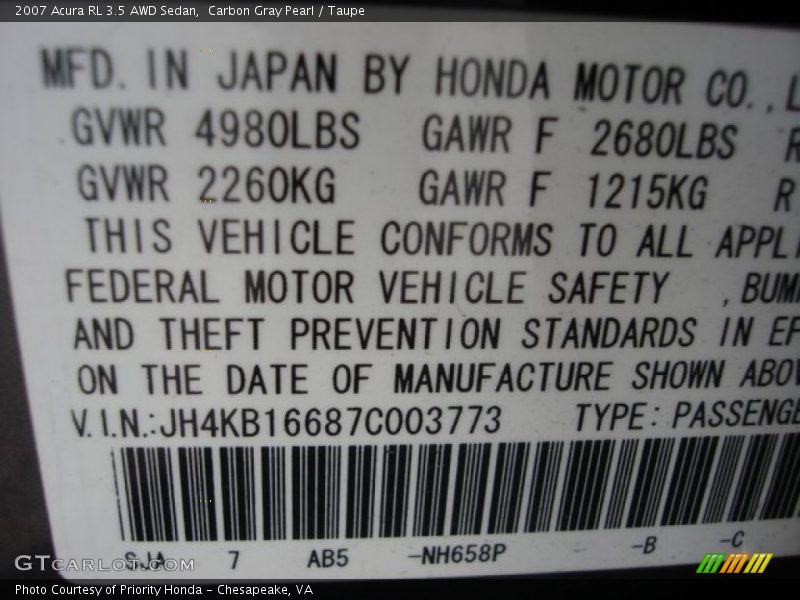 2007 Acura RL 3.5 AWD Sedan, Carbon Gray Pearl / Taupe
MFD. IN JAPAN BY HONDA MOTOR CO., L
GVWR 4980LBS GAWR F 2680LBS R
GVWR 2260KG GAWR F 1215KG R
THIS VEHICLE CONFORMS TO ALL APPLI
FEDERAL MOTOR VEHICLE SAFETY , BUM
AND THEFT PREVENTION STANDARDS IN EF
ON THE DATE OF MANUFACTURE SHOWN ABOV
V.I.N.:JH4KB16687C003773 TYPE: PASSENGE
SJA 7 AB5 -NH658P -B -C
GTcarlot.com
Photo Courtesy of Priority Honda - Chesapeake, VA